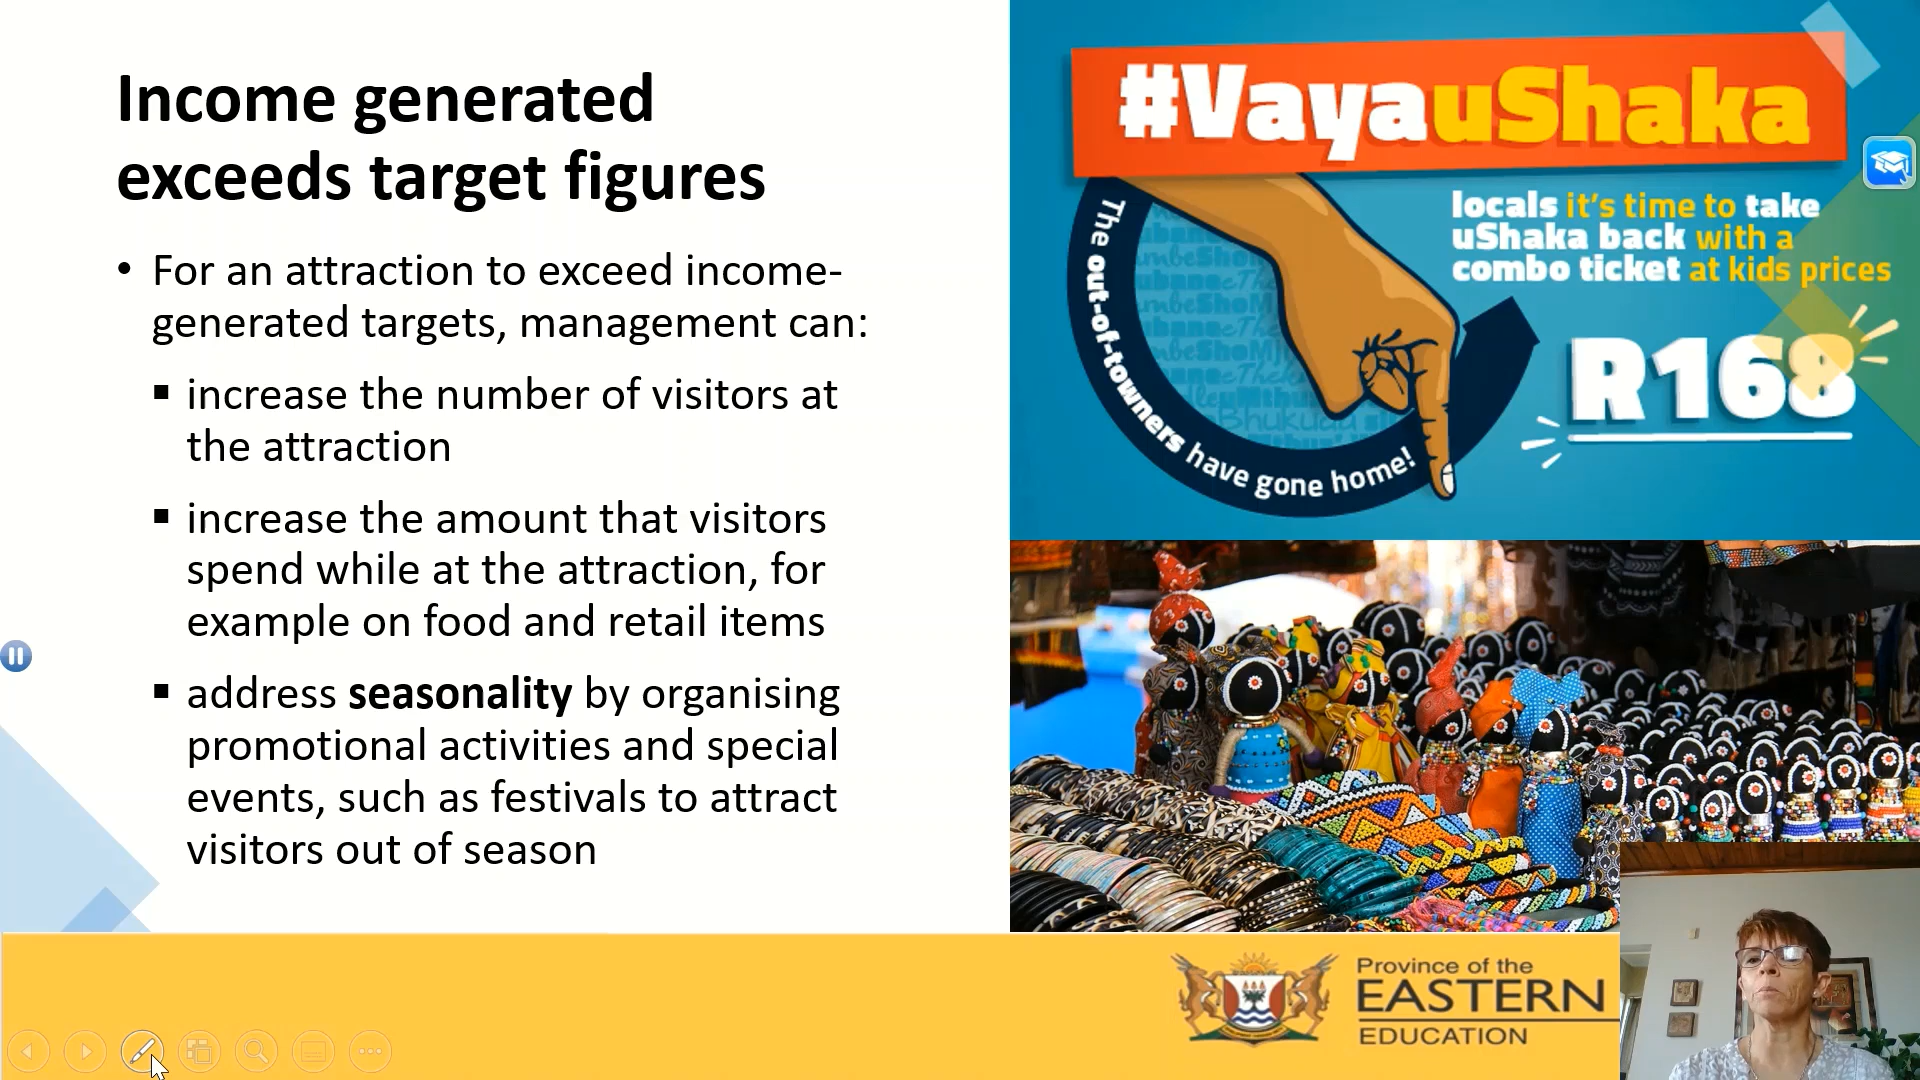 Income generated
exceeds target figures
• For an attraction to exceed income-
generated targets, management can:
▪ increase the number of visitors at
the attraction
▪ increase the amount that visitors
spend while at the attraction, for
example on food and retail items
▪ address seasonality by organising
promotional activities and special
events, such as festivals to attract
visitors out of season
#VayauShaka
locals it's time to take
uShaka back with a
combo ticket at kids prices
R168
The out-of-towners have gone home!
Province of the
EASTERN
EDUCATION